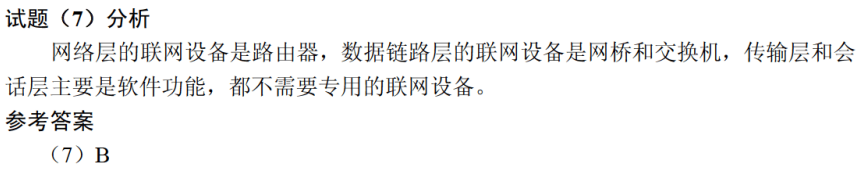 试题（7）分析
网络层的联网设备是路由器，数据链路层的联网设备是网桥和交换机，传输层和会
话层主要是软件功能，都不需要专用的联网设备。
参考答案
（7）B